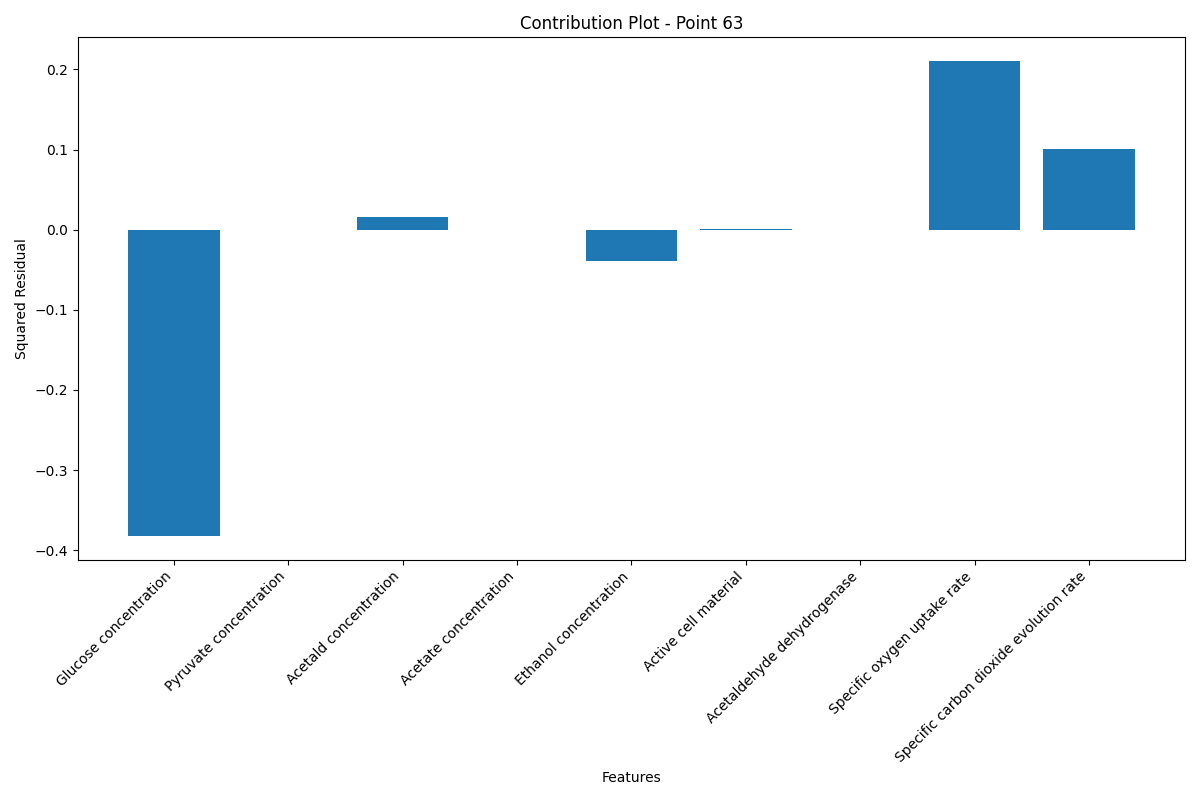 Contribution Plot - Point 63
Squared Residual
0.2
0.1
0.0
−0.1
−0.2
−0.3
−0.4
Glucose concentration
Pyruvate concentration
Acetald concentration
Acetate concentration
Ethanol concentration
Active cell material
Acetaldehyde dehydrogenase
Specific oxygen uptake rate
Specific carbon dioxide evolution rate
Features